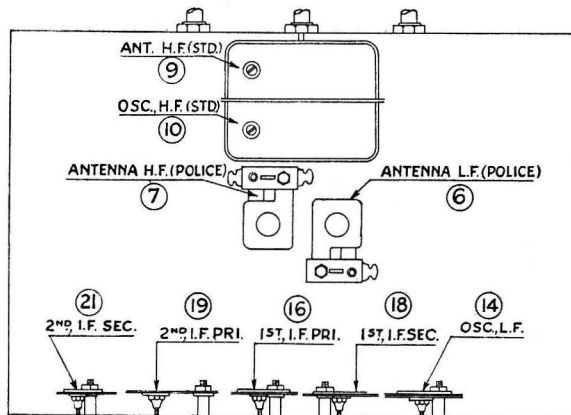 ANT. H.F. (STD.)
9
OSC., H.F. (STD)
10
ANTENNA H.F. (POLICE)
7
ANTENNA L.F. (POLICE)
6
21
2ND, I.F. SEC.
19
2ND, I.F. PRI.
16
1ST, I.F. PRI.
18
1ST, I.F. SEC.
14
OSC., L.F.